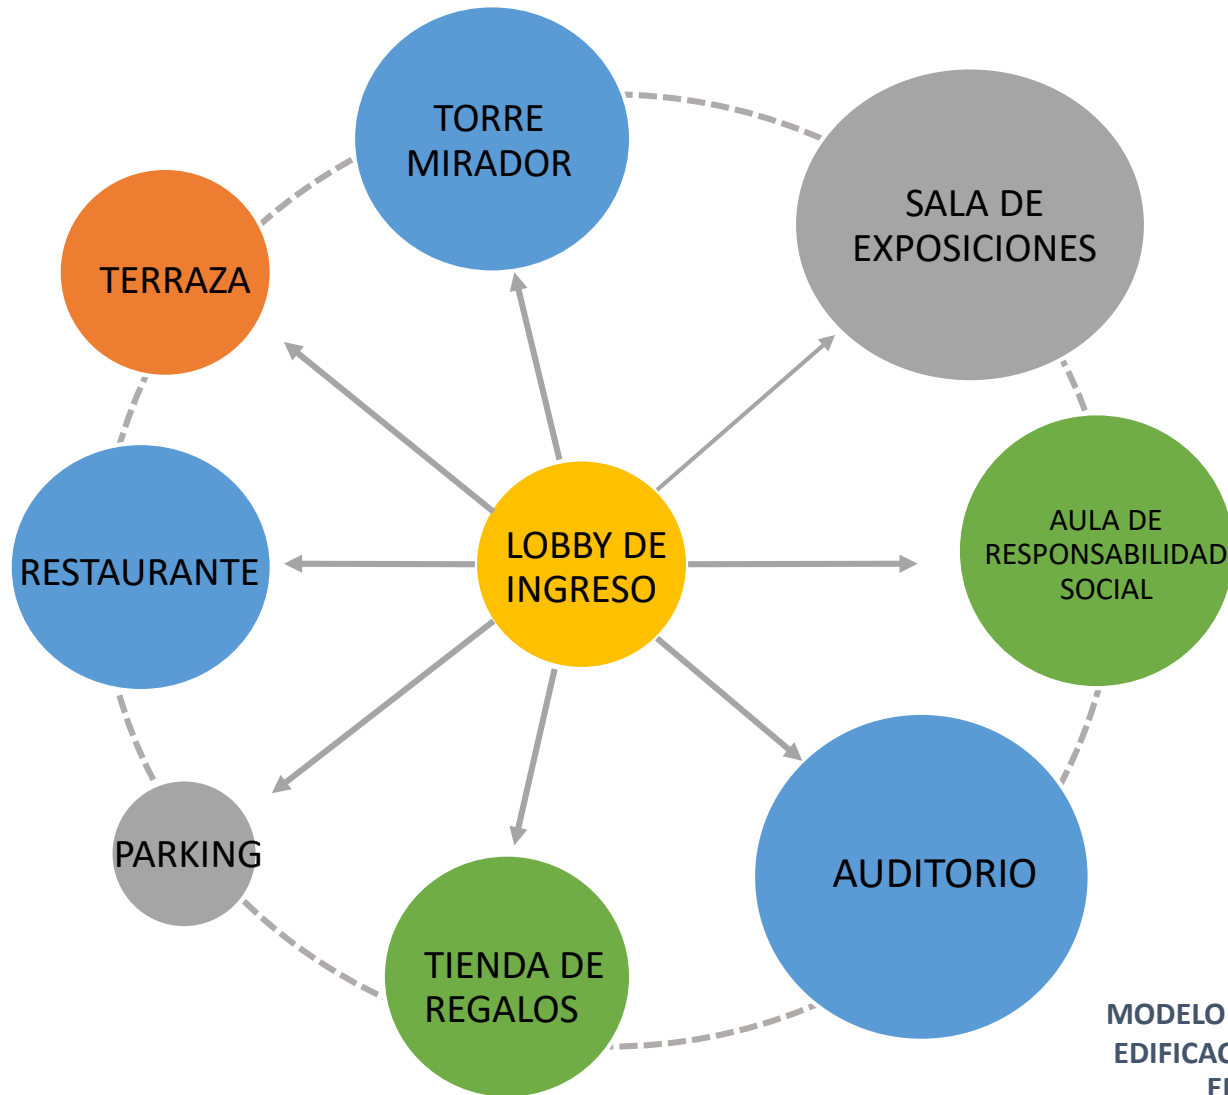 TORRE
MIRADOR
SALA DE
EXPOSICIONES
TERRAZA
AULA DE
RESPONSABILIDAD
SOCIAL
LOBBY DE
INGRESO
RESTAURANTE
PARKING
AUDITORIO
TIENDA DE
REGALOS
MODELO